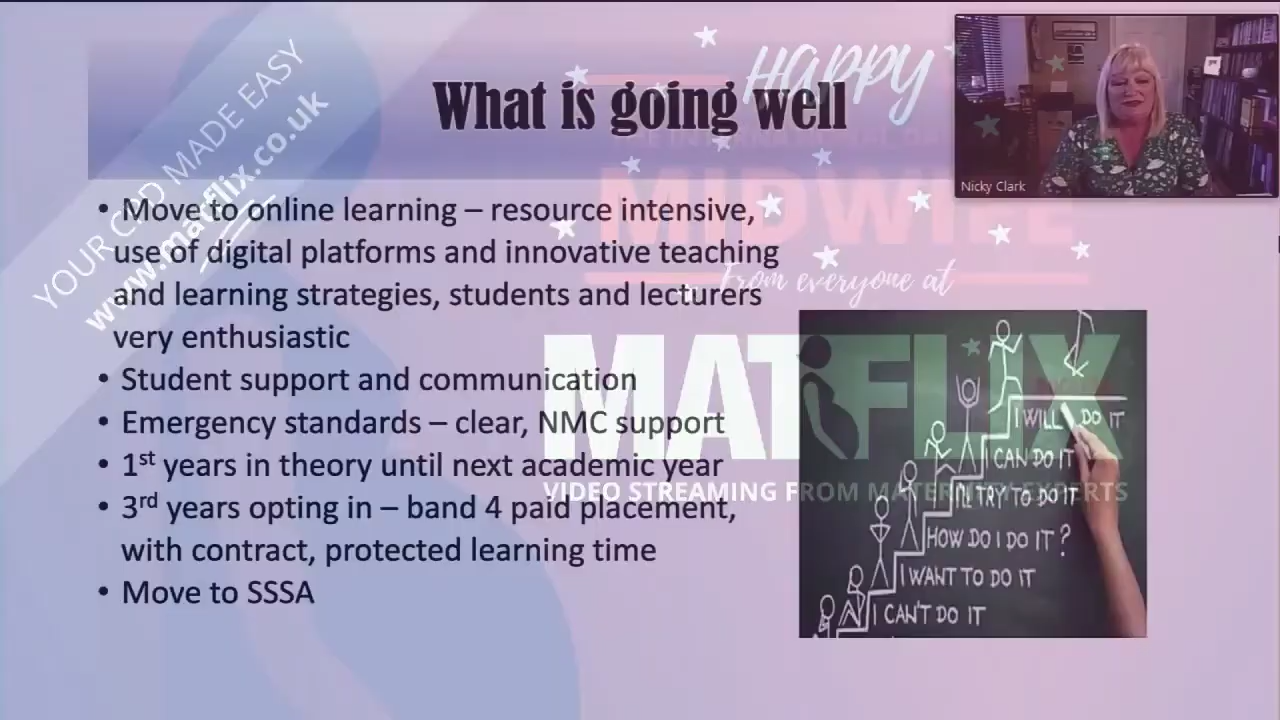 What is going well
HAPPY
Nicky Clark
YOUR CPD MADE EASY
www.matflix.co.uk
MIDWIFE
From everyone at
MATFLIX
VIDEO STREAMING FROM MATERNITY EXPERTS
• Move to online learning – resource intensive,
use of digital platforms and innovative teaching
and learning strategies, students and lecturers
very enthusiastic
• Student support and communication
• Emergency standards – clear, NMC support
• 1st years in theory until next academic year
• 3rd years opting in – band 4 paid placement,
with contract, protected learning time
• Move to SSSA
I WILL DO IT
I CAN DO IT
I'LL TRY TO DO IT
HOW DO I DO IT?
I WANT TO DO IT
I CAN'T DO IT